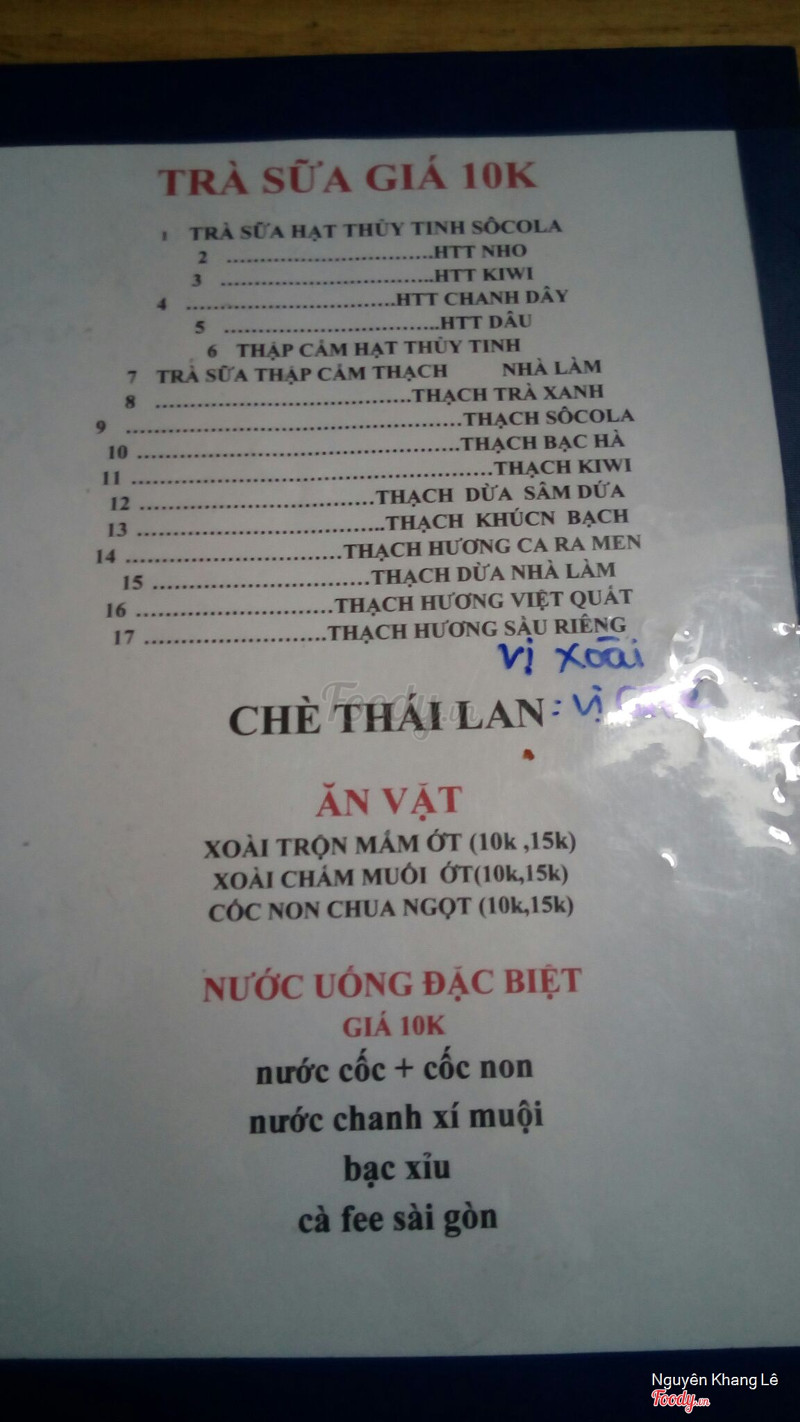 TRÀ SỮA GIÁ 10K
1 TRÀ SỮA HẠT THỦY TINH SÔCOLA
2 ...............................HTT NHO
3 ................................HTT KIWI
4 ...............................HTT CHANH DÂY
5 ................................HTT DÂU
6 THẬP CẨM HẠT THỦY TINH
7 TRÀ SỮA THẬP CẨM THẠCH NHÀ LÀM
8 ......................................THẠCH TRÀ XANH
9 ..................................................THẠCH SÔCOLA
10 ................................................THẠCH BẠC HÀ
11 ......................................................THẠCH KIWI
12 ...................................THẠCH DỪA SÂM DỨA
13 .....................................THẠCH KHÚCN BẠCH
14 ................................THẠCH HƯƠNG CA RA MEN
15 ................................THẠCH DỪA NHÀ LÀM
16 .............................THẠCH HƯƠNG VIỆT QUẤT
17 ...........................THẠCH HƯƠNG SẦU RIÊNG
vị xoài
CHÈ THÁI LAN : vị
Foody.vn
ĂN VẶT
XOÀI TRỘN MẮM ỚT (10k ,15k)
XOÀI CHẤM MUỐI ỚT(10k,15k)
CÓC NON CHUA NGỌT (10k,15k)
NƯỚC UỐNG ĐẶC BIỆT
GIÁ 10K
nước cốc + cốc non
nước chanh xí muội
bạc xỉu
cà fee sài gòn
Nguyên Khang Lê
Foody.vn